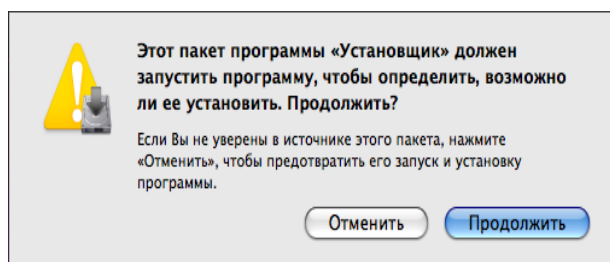 Этот пакет программы «Установщик» должен
запустить программу, чтобы определить, возможно
ли ее установить. Продолжить?
Если Вы не уверены в источнике этого пакета, нажмите
«Отменить», чтобы предотвратить его запуск и установку
программы.
Отменить
Продолжить